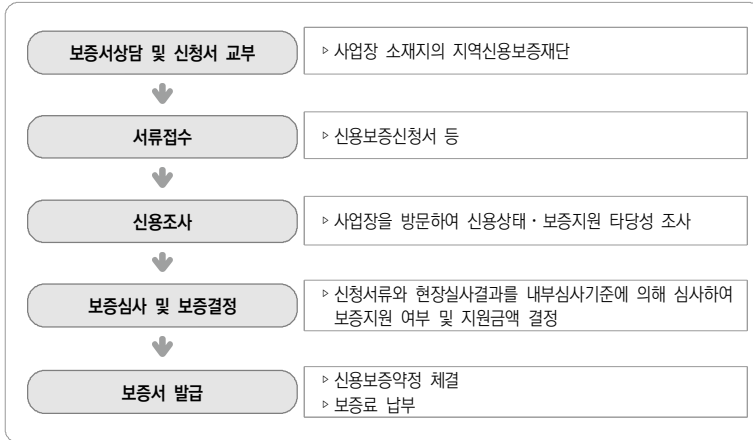 보증서상담 및 신청서 교부
▹사업장 소재지의 지역신용보증재단
서류접수
▹신용보증신청서 등
신용조사
▹사업장을 방문하여 신용상태·보증지원 타당성 조사
보증심사 및 보증결정
▹신청서류와 현장실사결과를 내부심사기준에 의해 심사하여
보증지원 여부 및 지원금액 결정
보증서 발급
▹신용보증약정 체결
▹보증료 납부